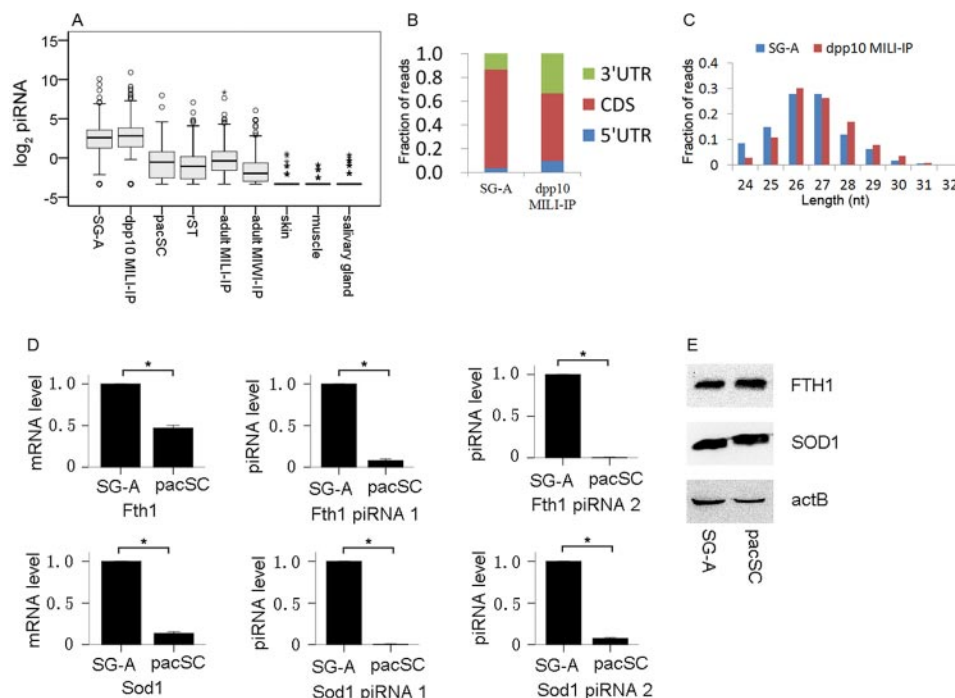 A
15
10
5
0
-5
log2 piRNA
SG-A
dpp10 MILI-IP
pacSC
rST
adult MILI-IP
adult MIWI-IP
skin
muscle
salivary gland
B
Fraction of reads
1.0
0.8
0.6
0.4
0.2
0.0
SG-A
dpp10
MILI-IP
3'UTR
CDS
5'UTR
C
SG-A
dpp10 MILI-IP
Fraction of reads
0.4
0.3
0.2
0.1
0
24 25 26 27 28 29 30 31 32
Length (nt)
D
mRNA level
1.0
0.5
0
*
SG-A pacSC
Fth1
piRNA level
1.0
0.5
0
*
SG-A pacSC
Fth1 piRNA 1
piRNA level
1.0
0.5
0
*
SG-A pacSC
Fth1 piRNA 2
mRNA level
1.0
0.5
0
*
SG-A pacSC
Sod1
piRNA level
1.0
0.5
0
*
SG-A pacSC
Sod1 piRNA 1
piRNA level
1.0
0.5
0
*
SG-A pacSC
Sod1 piRNA 2
E
FTH1
SOD1
actB
SG-A
pacSC